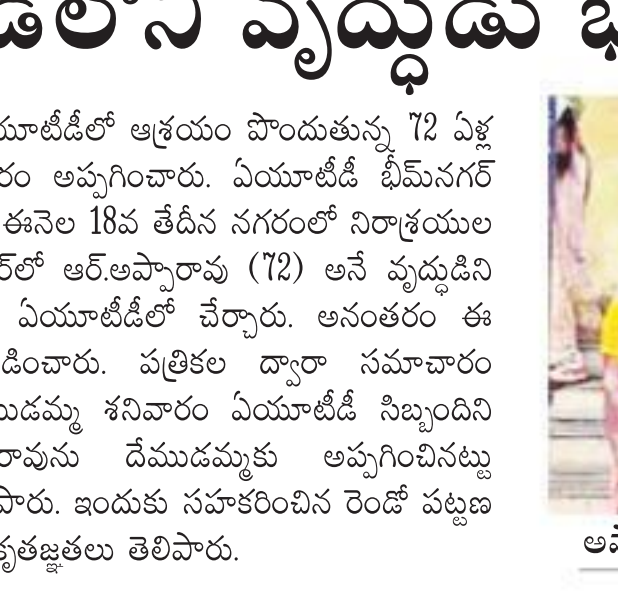 డీలోని వృద్ధుడు
యూటీడీలో ఆశ్రయం పొందుతున్న 72 ఏళ్ల
రం అప్పగించారు. ఏయూటీడీ భీమ్‌నగర్
ఈనెల 18వ తేదీన నగరంలో నిరాశ్రయుల
ర్‌లో ఆర్.అప్పారావు (72) అనే వృద్ధుడిని
ఏయూటీడీలో చేర్చారు. అనంతరం ఈ
డించారు. పత్రికల ద్వారా సమాచారం
ముడమ్మ శనివారం ఏయూటీడీ సిబ్బందిని
రావును దేముడమ్మకు అప్పగించినట్టు
పారు. ఇందుకు సహకరించిన రెండో పట్టణ
కృతజ్ఞతలు తెలిపారు.